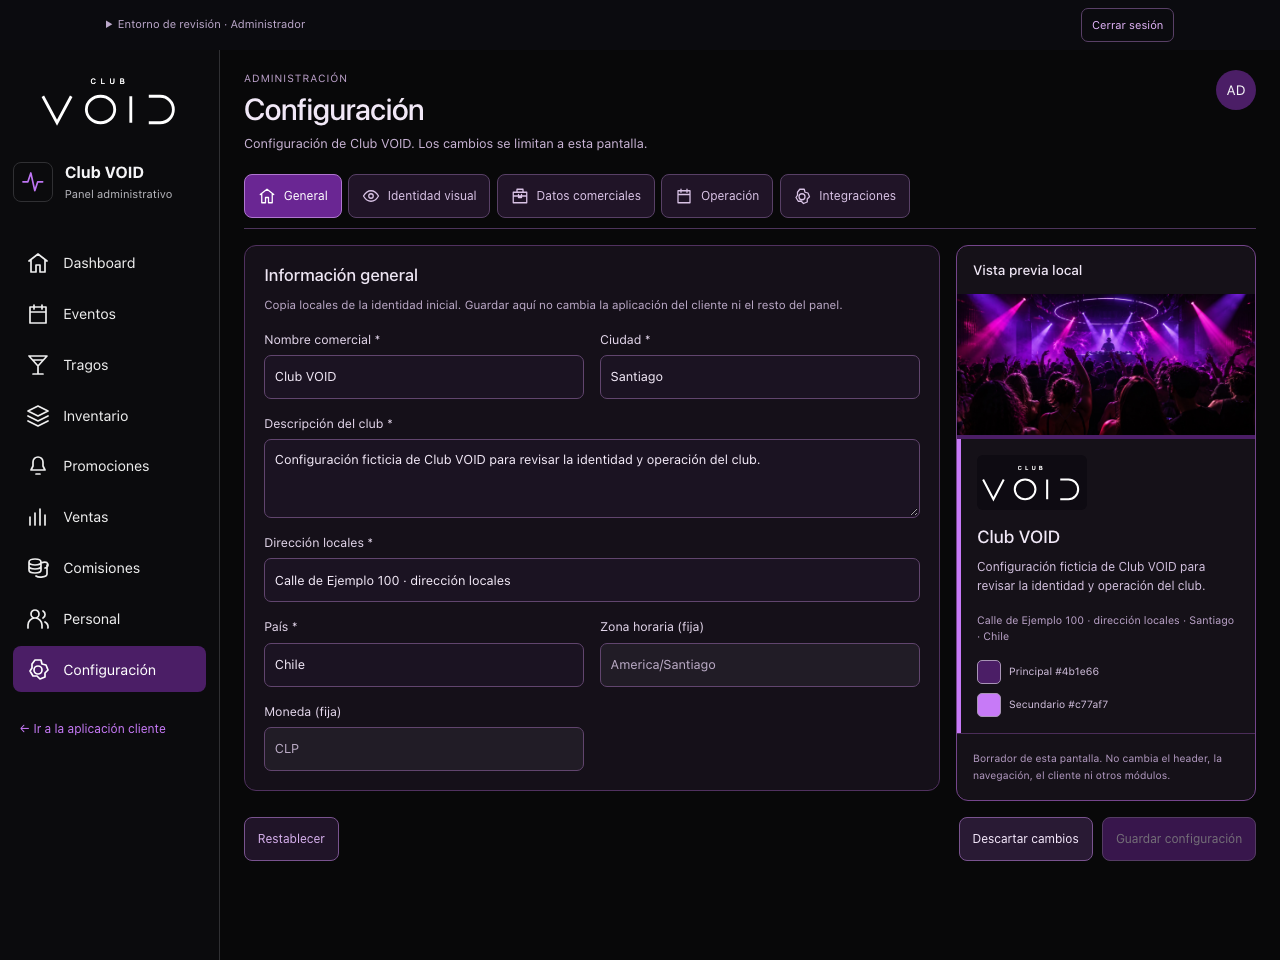 ▶ Entorno de revisión · Administrador
Cerrar sesión
CLUB
VOID
Club VOID
Panel administrativo
Dashboard
Eventos
Tragos
Inventario
Promociones
Ventas
Comisiones
Personal
Configuración
← Ir a la aplicación cliente
ADMINISTRACIÓN
Configuración
Configuración de Club VOID. Los cambios se limitan a esta pantalla.
AD
General
Identidad visual
Datos comerciales
Operación
Integraciones
Información general
Copia locales de la identidad inicial. Guardar aquí no cambia la aplicación del cliente ni el resto del panel.
Nombre comercial *
Ciudad *
Club VOID
Santiago
Descripción del club *
Configuración ficticia de Club VOID para revisar la identidad y operación del club.
Dirección locales *
Calle de Ejemplo 100 · dirección locales
País *
Zona horaria (fija)
Chile
America/Santiago
Moneda (fija)
CLP
Vista previa local
CLUB
VOID
Club VOID
Configuración ficticia de Club VOID para
revisar la identidad y operación del club.
Calle de Ejemplo 100 · dirección locales · Santiago
· Chile
Principal #4b1e66
Secundario #c77af7
Borrador de esta pantalla. No cambia el header, la
navegación, el cliente ni otros módulos.
Restablecer
Descartar cambios
Guardar configuración